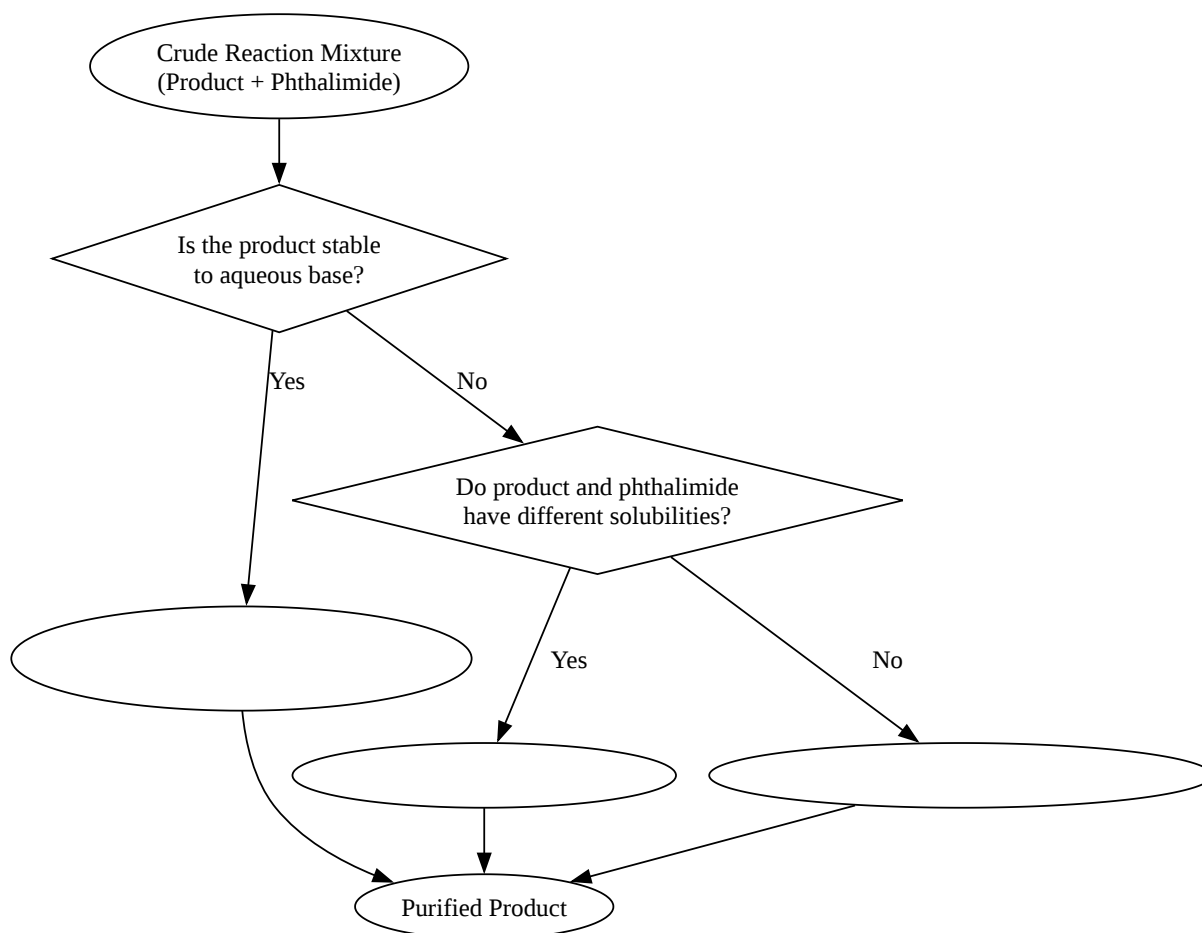 Crude Reaction Mixture
(Product + Phthalimide)
Is the product stable
to aqueous base?
Yes
No
Do product and phthalimide
have different solubilities?
Yes
No
Purified Product